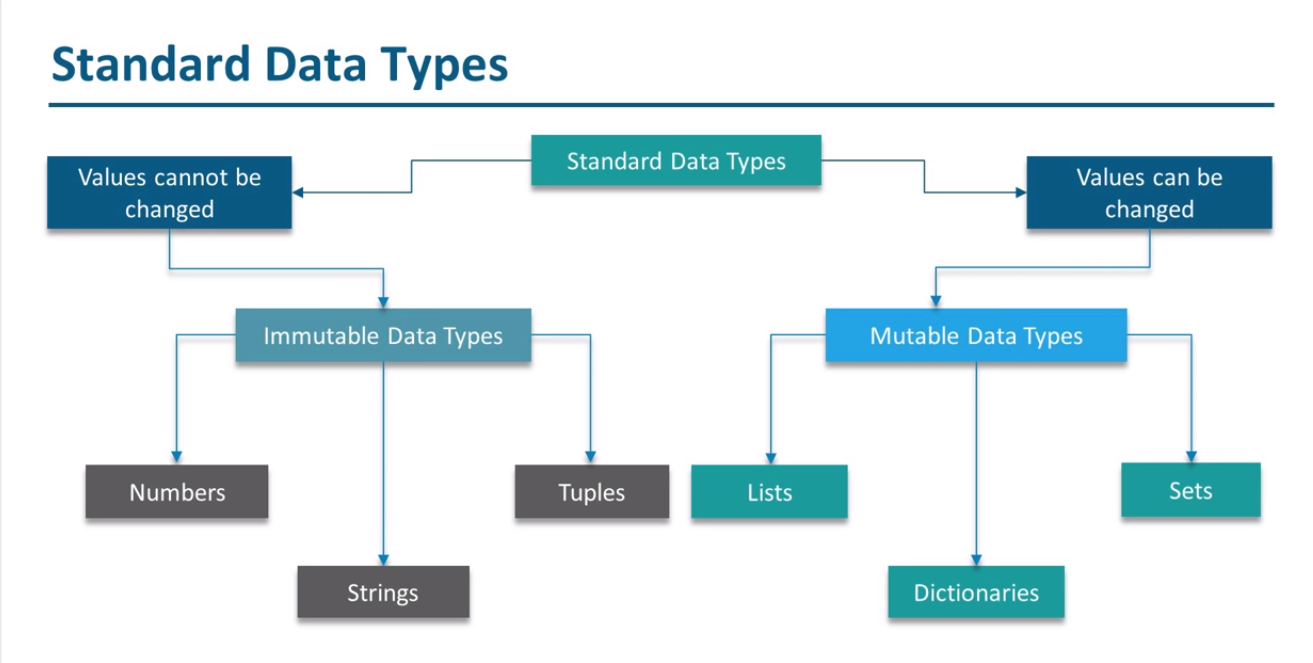 Standard Data Types
Standard Data Types
Values cannot be
changed
Values can be
changed
Immutable Data Types
Mutable Data Types
Numbers
Tuples
Lists
Sets
Strings
Dictionaries